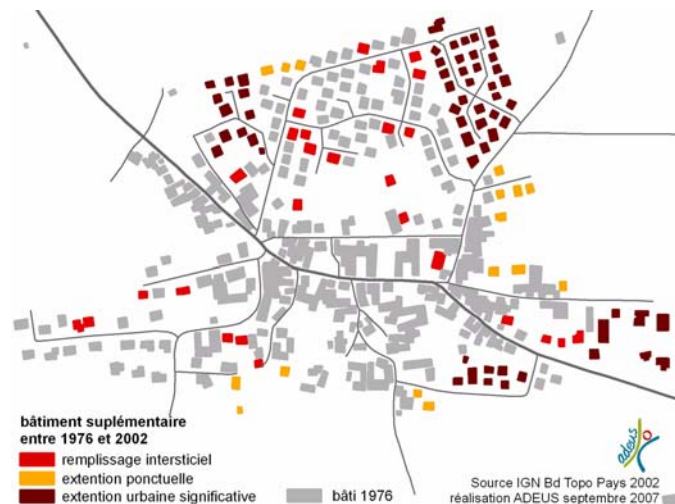 bâtiment suplémentaire
entre 1976 et 2002
remplissage intersticiel
extention ponctuelle
extention urbaine significative
bâti 1976
adeus
Source IGN Bd Topo Pays 2002
réalisation ADEUS septembre 2007